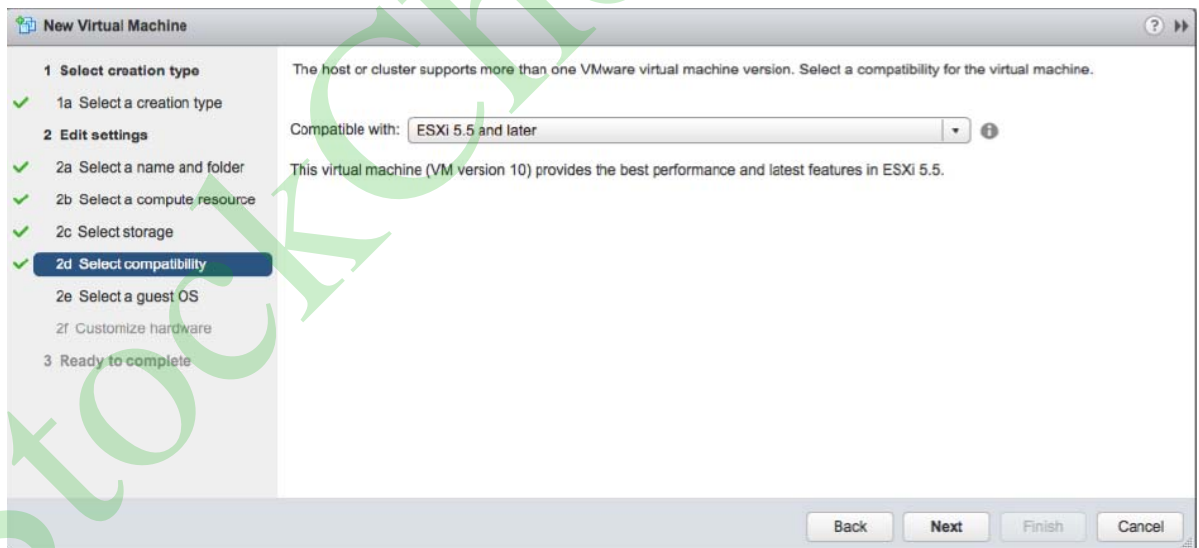 New Virtual Machine
1 Select creation type
1a Select a creation type
2 Edit settings
2a Select a name and folder
2b Select a compute resource
2c Select storage
2d Select compatibility
2e Select a guest OS
2f Customize hardware
3 Ready to complete
The host or cluster supports more than one VMware virtual machine version. Select a compatibility for the virtual machine.
Compatible with: ESXi 5.5 and later
This virtual machine (VM version 10) provides the best performance and latest features in ESXi 5.5.
Back Next Finish Cancel